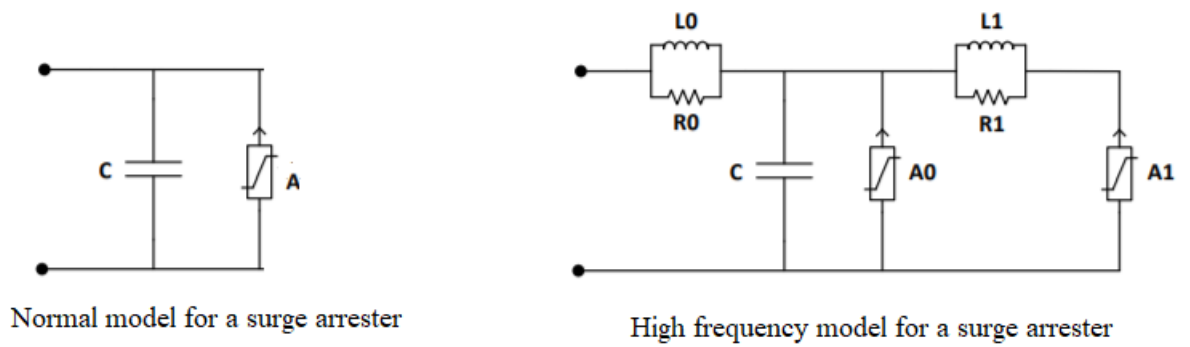 L0
L1
R0
R1
C
A
C
A0
A1
Normal model for a surge arrester
High frequency model for a surge arrester